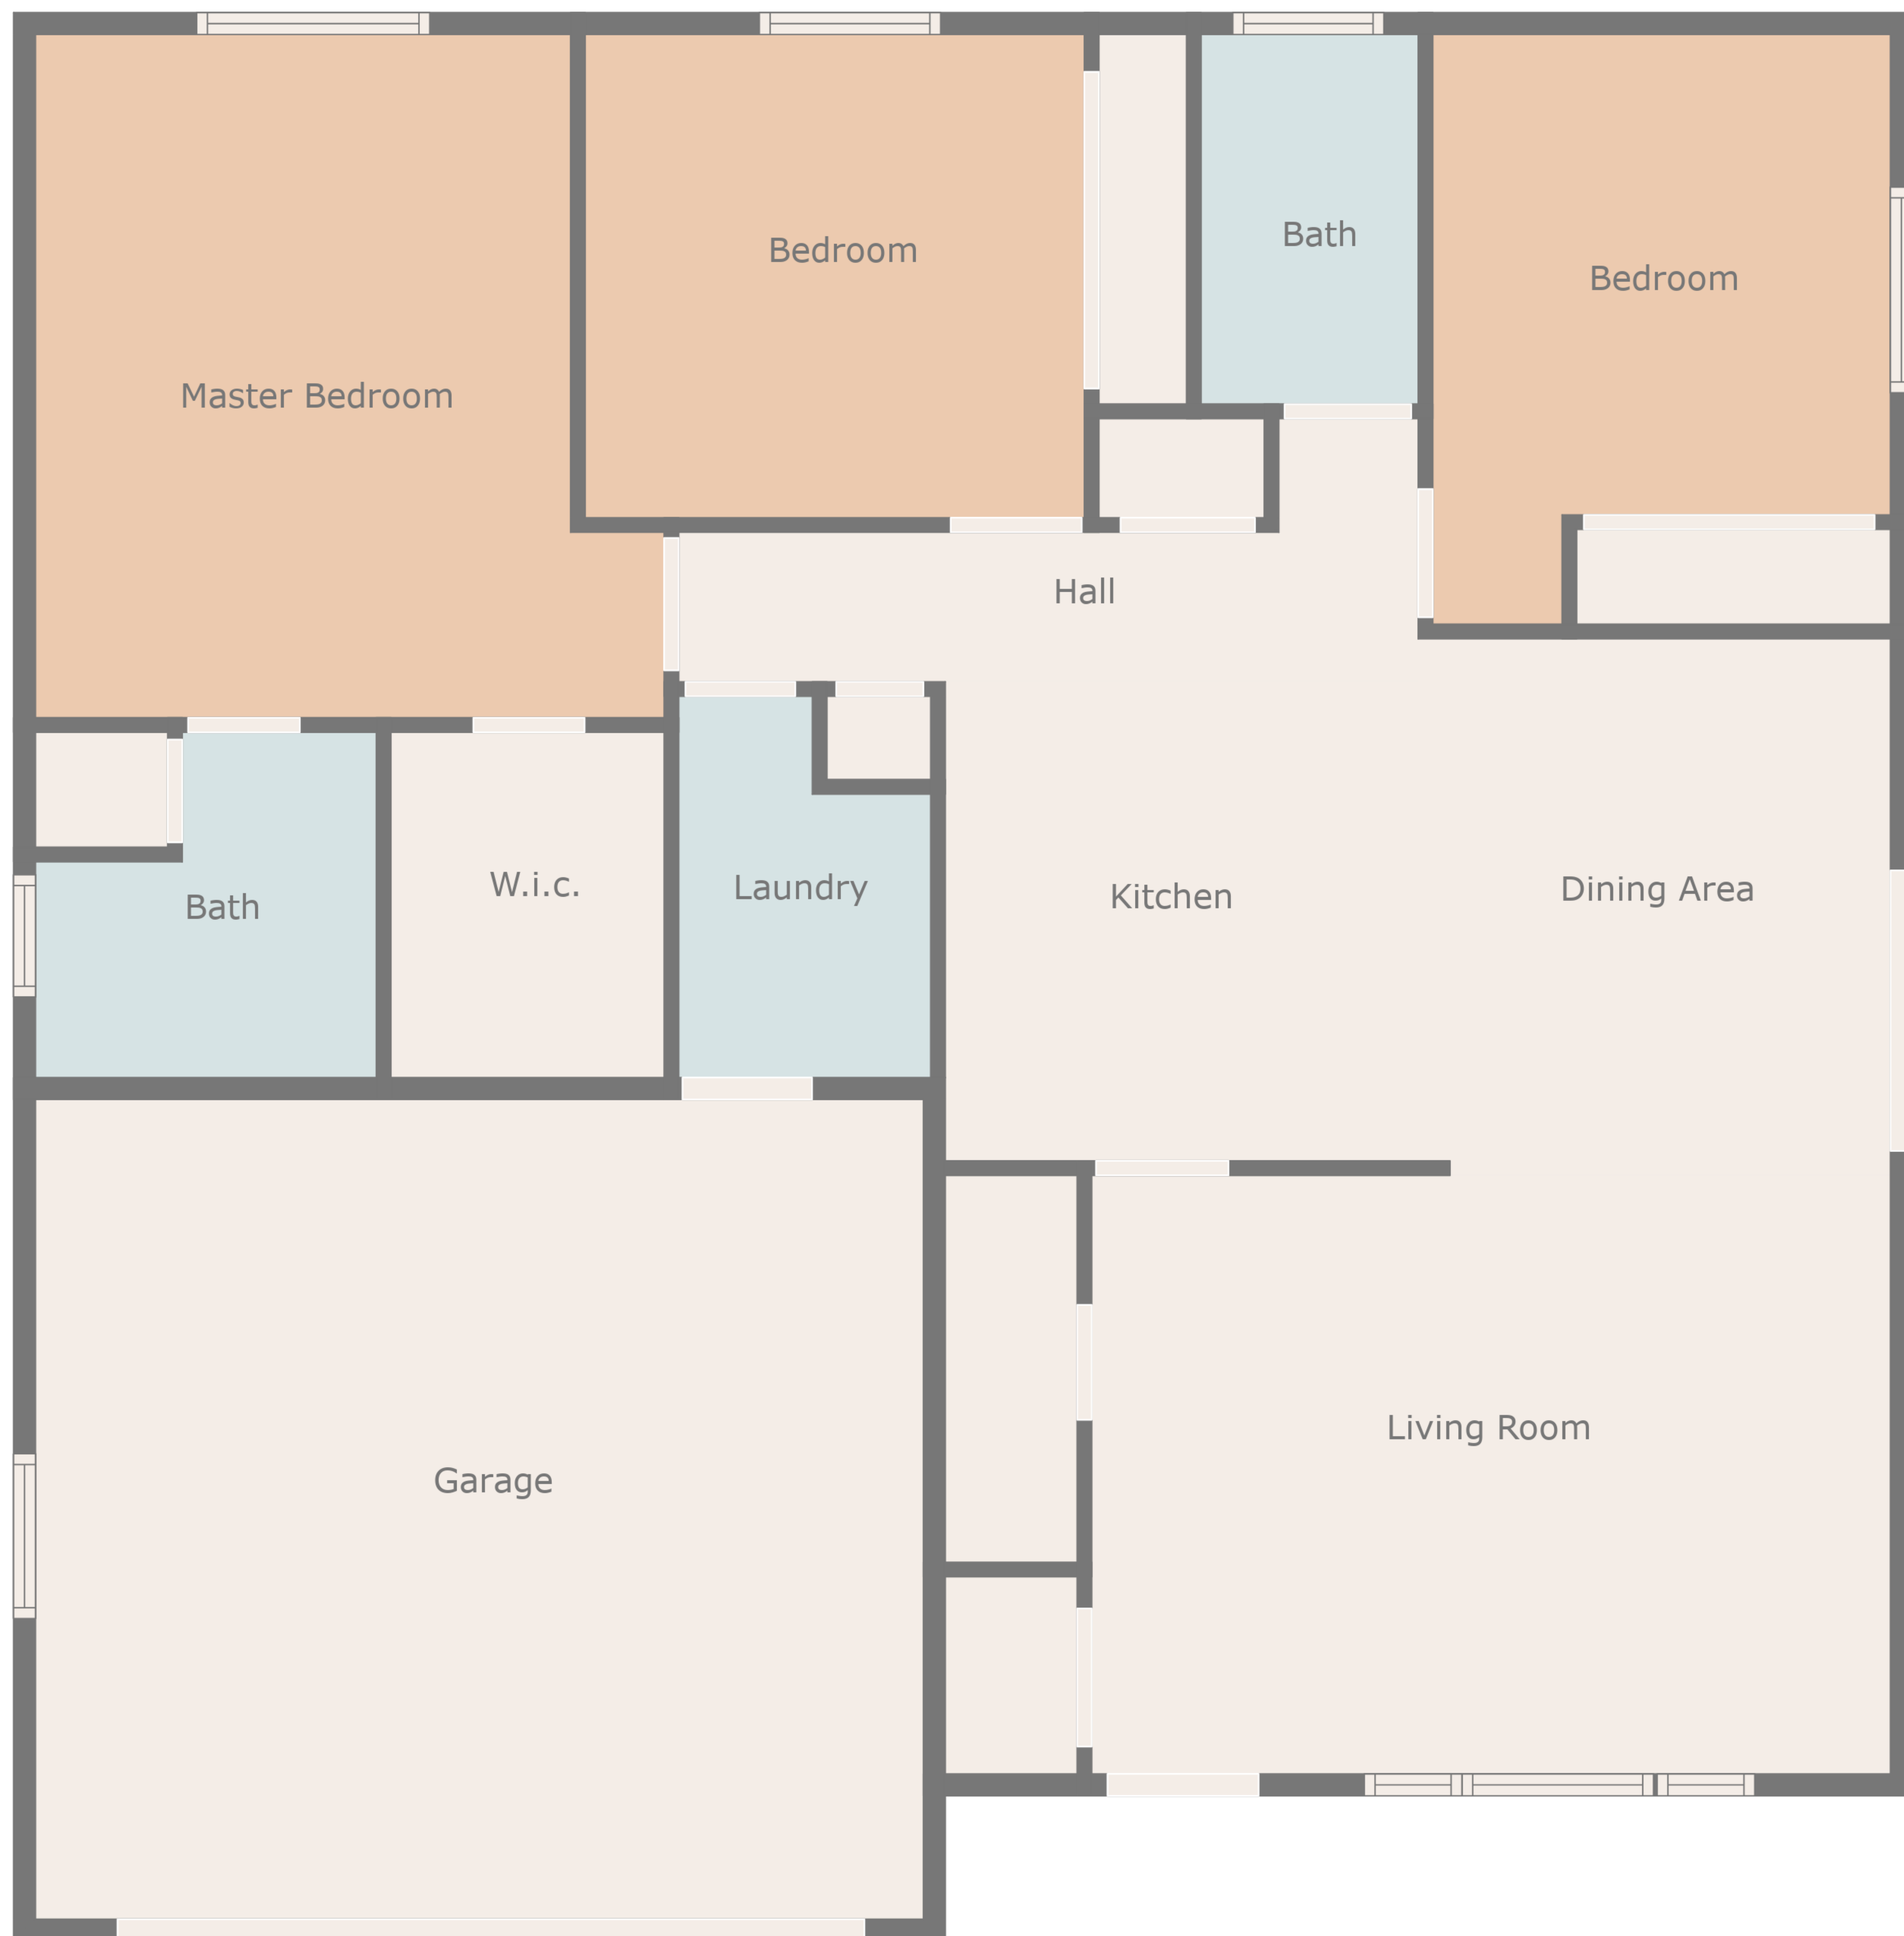 Bath
Bedroom
Bedroom
Master Bedroom
Hall
W.i.c.
Laundry
Kitchen
Dining Area
Bath
Living Room
Garage